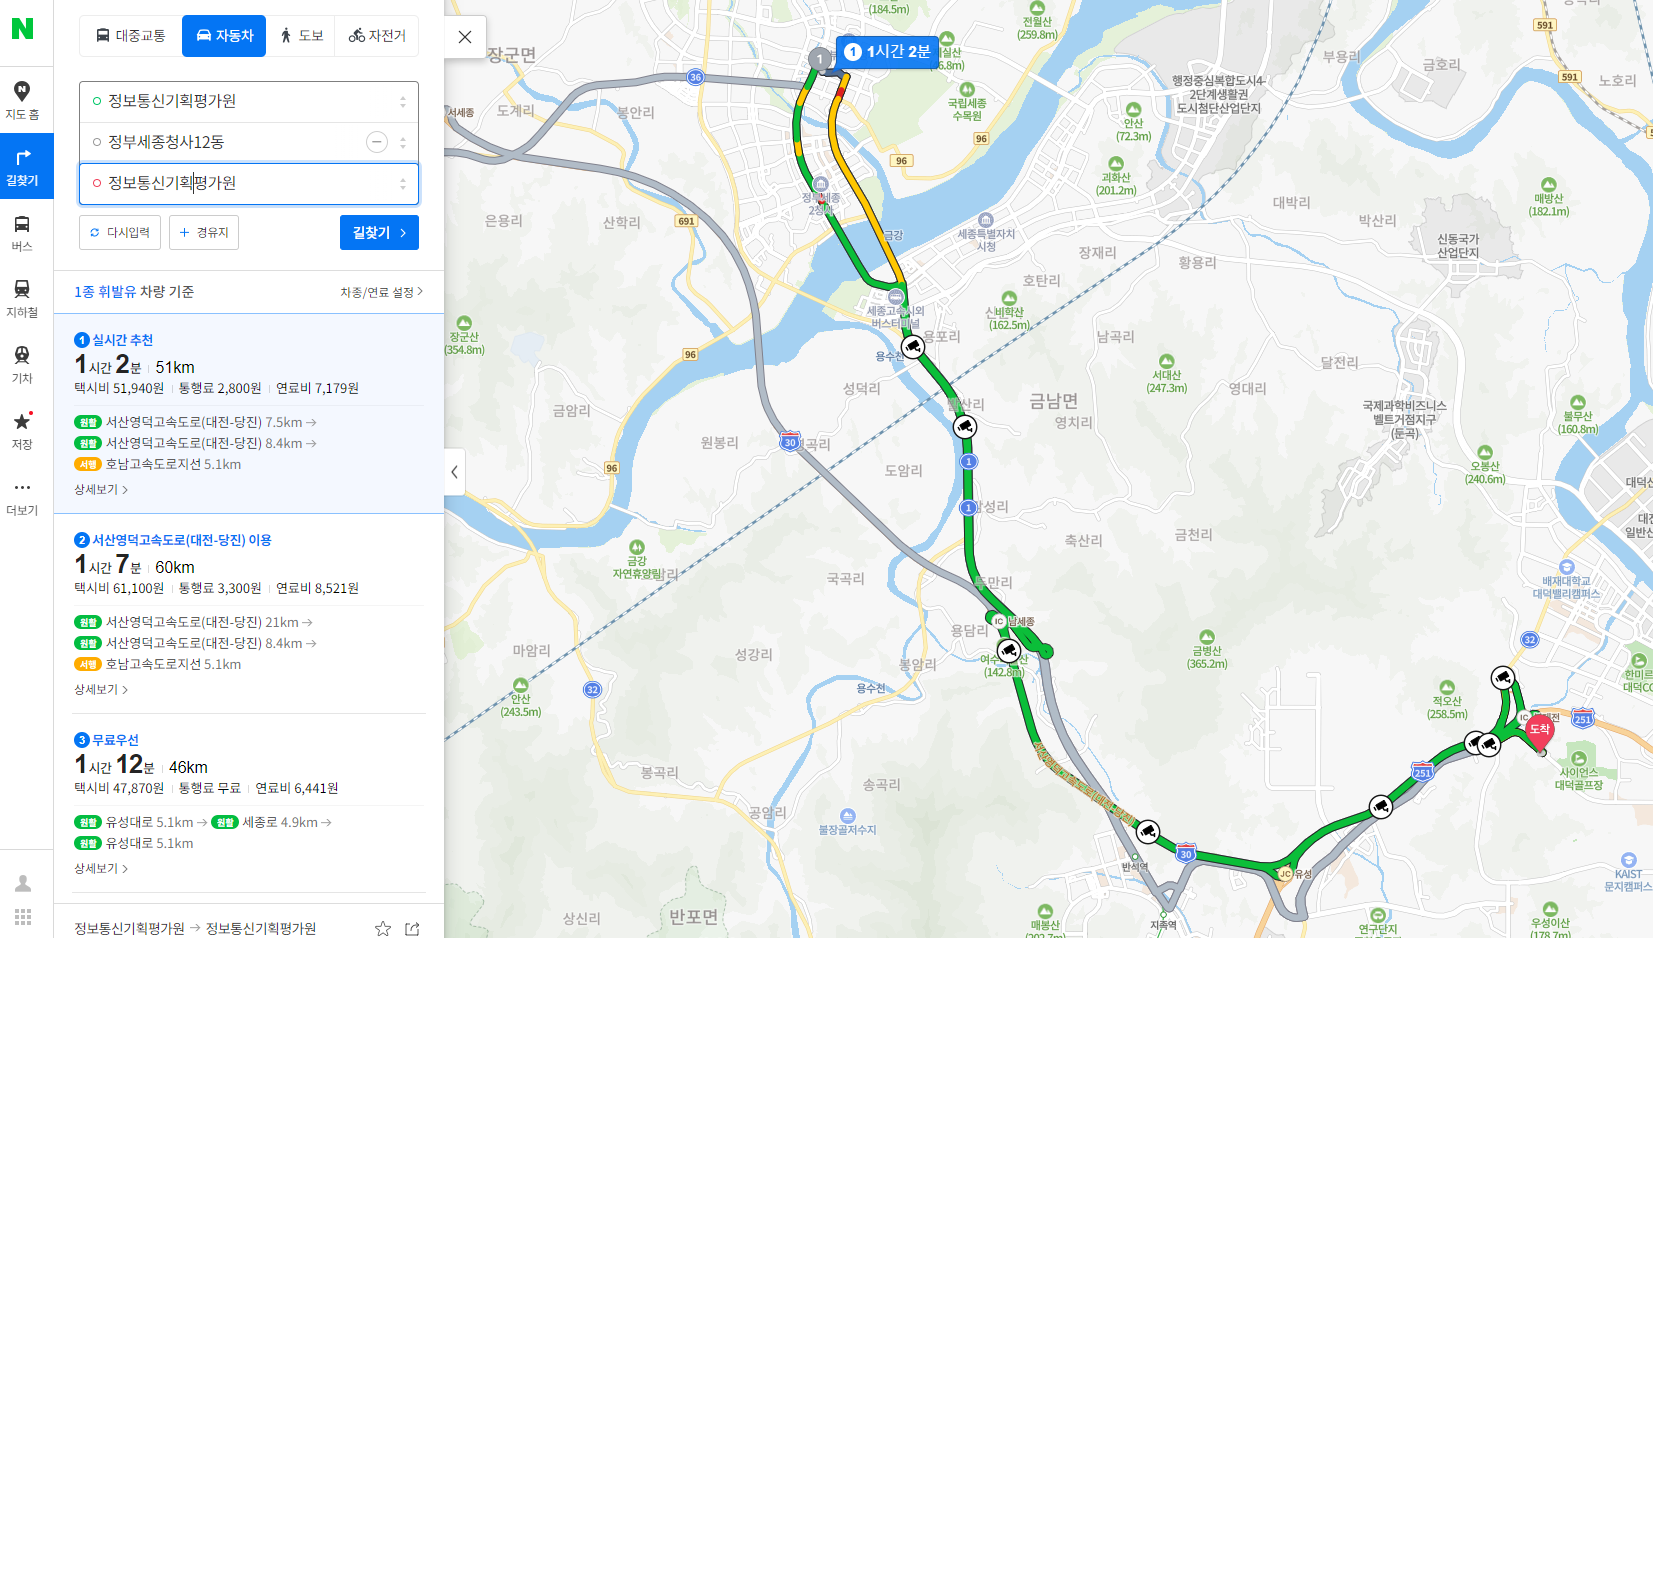 N
지도 홈
길찾기
버스
지하철
기차
저장
더보기
대중교통
자동차
도보
자전거
정보통신기획평가원
정부세종청사12동
정보통신기획평가원
다시입력
경유지
길찾기
1종 휘발유 차량 기준
차종/연료 설정
1 실시간 추천
1시간 2분 51km
택시비 51,940원 통행료 2,800원 연료비 7,179원
원활 서산영덕고속도로(대전-당진) 7.5km →
원활 서산영덕고속도로(대전-당진) 8.4km →
서행 호남고속도로지선 5.1km
상세보기
2 서산영덕고속도로(대전-당진) 이용
1시간 7분 60km
택시비 61,100원 통행료 3,300원 연료비 8,521원
원활 서산영덕고속도로(대전-당진) 21km →
원활 서산영덕고속도로(대전-당진) 8.4km →
서행 호남고속도로지선 5.1km
상세보기
3 무료우선
1시간 12분 46km
택시비 47,870원 통행료 무료 연료비 6,441원
원활 유성대로 5.1km → 원활 세종로 4.9km →
원활 유성대로 5.1km
상세보기
정보통신기획평가원 → 정보통신기획평가원
(184.5m)
전월산
(259.8m)
591
부용리
금호리
591
노호리
장군면
1
1 1시간 2분
36
도계리
봉안리
서세종
국립세종
수목원
행정중심복합도시4-
2단계생활권
도시첨단산업단지
안산
(72.3m)
96
96
괴화산
(201.2m)
매방산
(182.1m)
은용리
산학리
691
금강
세종특별자치
시청
대박리
박산리
신동국가
산업단지
장재리
황용리
호탄리
세종고속시외
버스터미널
용포리
비학산
(162.5m)
장군산
(354.8m)
96
용수천
남곡리
달전리
서대산
(247.3m)
영대리
성덕리
금암리
금남면
영치리
국제과학비즈니스
벨트거점지구
(둔곡)
불무산
(160.8m)
원봉리
30
96
도암리
1
1
오봉산
(240.6m)
금강
자연휴양림
축산리
금천리
국곡리
배재대학교
대덕밸리캠퍼스
IC 남세종
용담리
(142.8m)
마암리
성강리
봉암리
금병산
(365.2m)
32
용수천
안산
(243.5m)
32
적오산
(258.5m)
IC
도착
251
사이언스
대덕골프장
봉곡리
송곡리
공암리
불장골저수지
서산영덕고속도로(대전-당진)
251
반석역
30
JC 유성
KAIST
문지캠퍼스
상신리
반포면
매봉산
지족역
연구단지
우성이산
(178.7m)